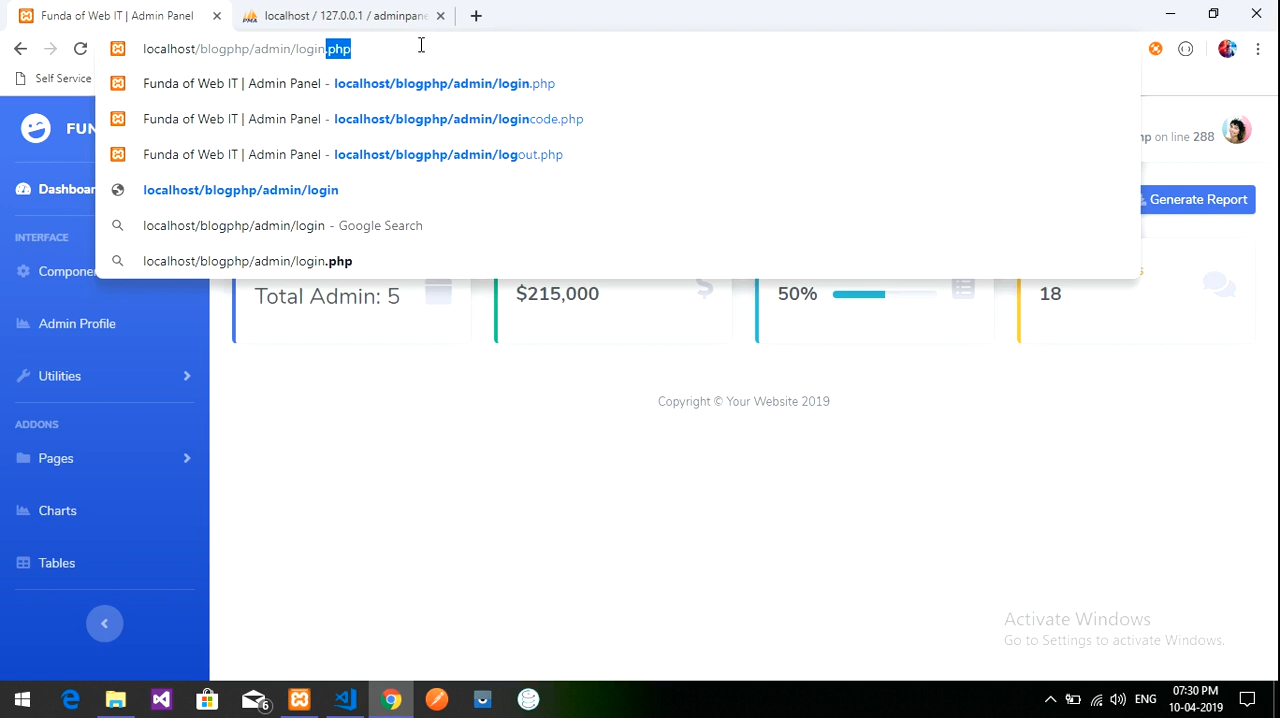 Funda of Web IT | Admin Panel
localhost / 127.0.0.1 / adminpane
localhost/blogphp/admin/login.php
Self Service
Funda of Web IT | Admin Panel - localhost/blogphp/admin/login.php
Funda of Web IT | Admin Panel - localhost/blogphp/admin/logincode.php
Funda of Web IT | Admin Panel - localhost/blogphp/admin/logout.php
localhost/blogphp/admin/login
localhost/blogphp/admin/login - Google Search
localhost/blogphp/admin/login.php
FUN
on line 288
Dashboar
Generate Report
INTERFACE
Compone
Total Admin: 5
$215,000
50%
18
Admin Profile
Utilities
Copyright © Your Website 2019
ADDONS
Pages
Charts
Tables
Activate Windows
Go to Settings to activate Windows.
6
ENG
07:30 PM
10-04-2019